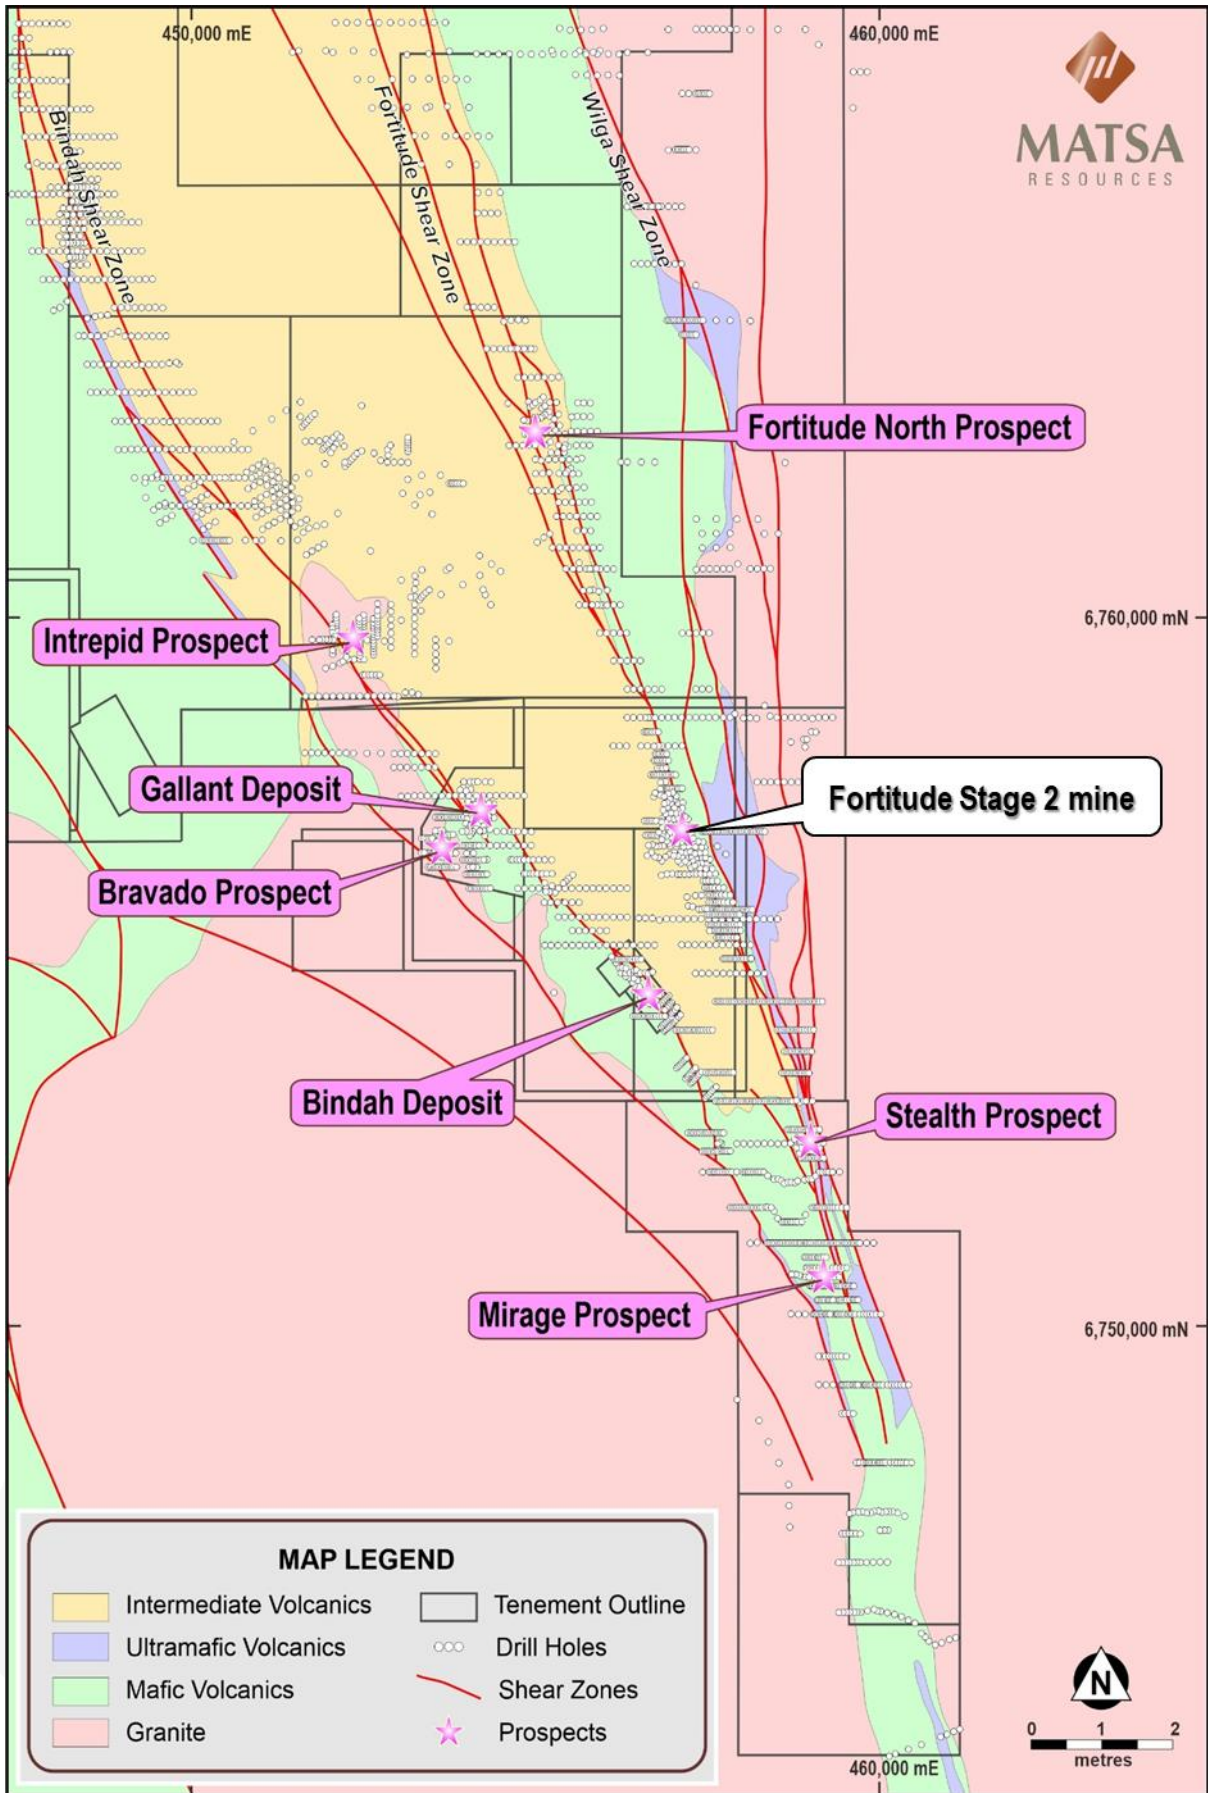 450,000 mE
460,000 mE
MATSA
RESOURCES
Bindah Shear Zone
Fortitude Shear Zone
Wilga Shear Zone
Fortitude North Prospect
6,760,000 mN
Intrepid Prospect
Gallant Deposit
Fortitude Stage 2 mine
Bravado Prospect
Bindah Deposit
Stealth Prospect
Mirage Prospect
6,750,000 mN
MAP LEGEND
Intermediate Volcanics
Tenement Outline
Ultramafic Volcanics
Drill Holes
Mafic Volcanics
Shear Zones
Granite
Prospects
N
0 1 2
metres
460,000 mE